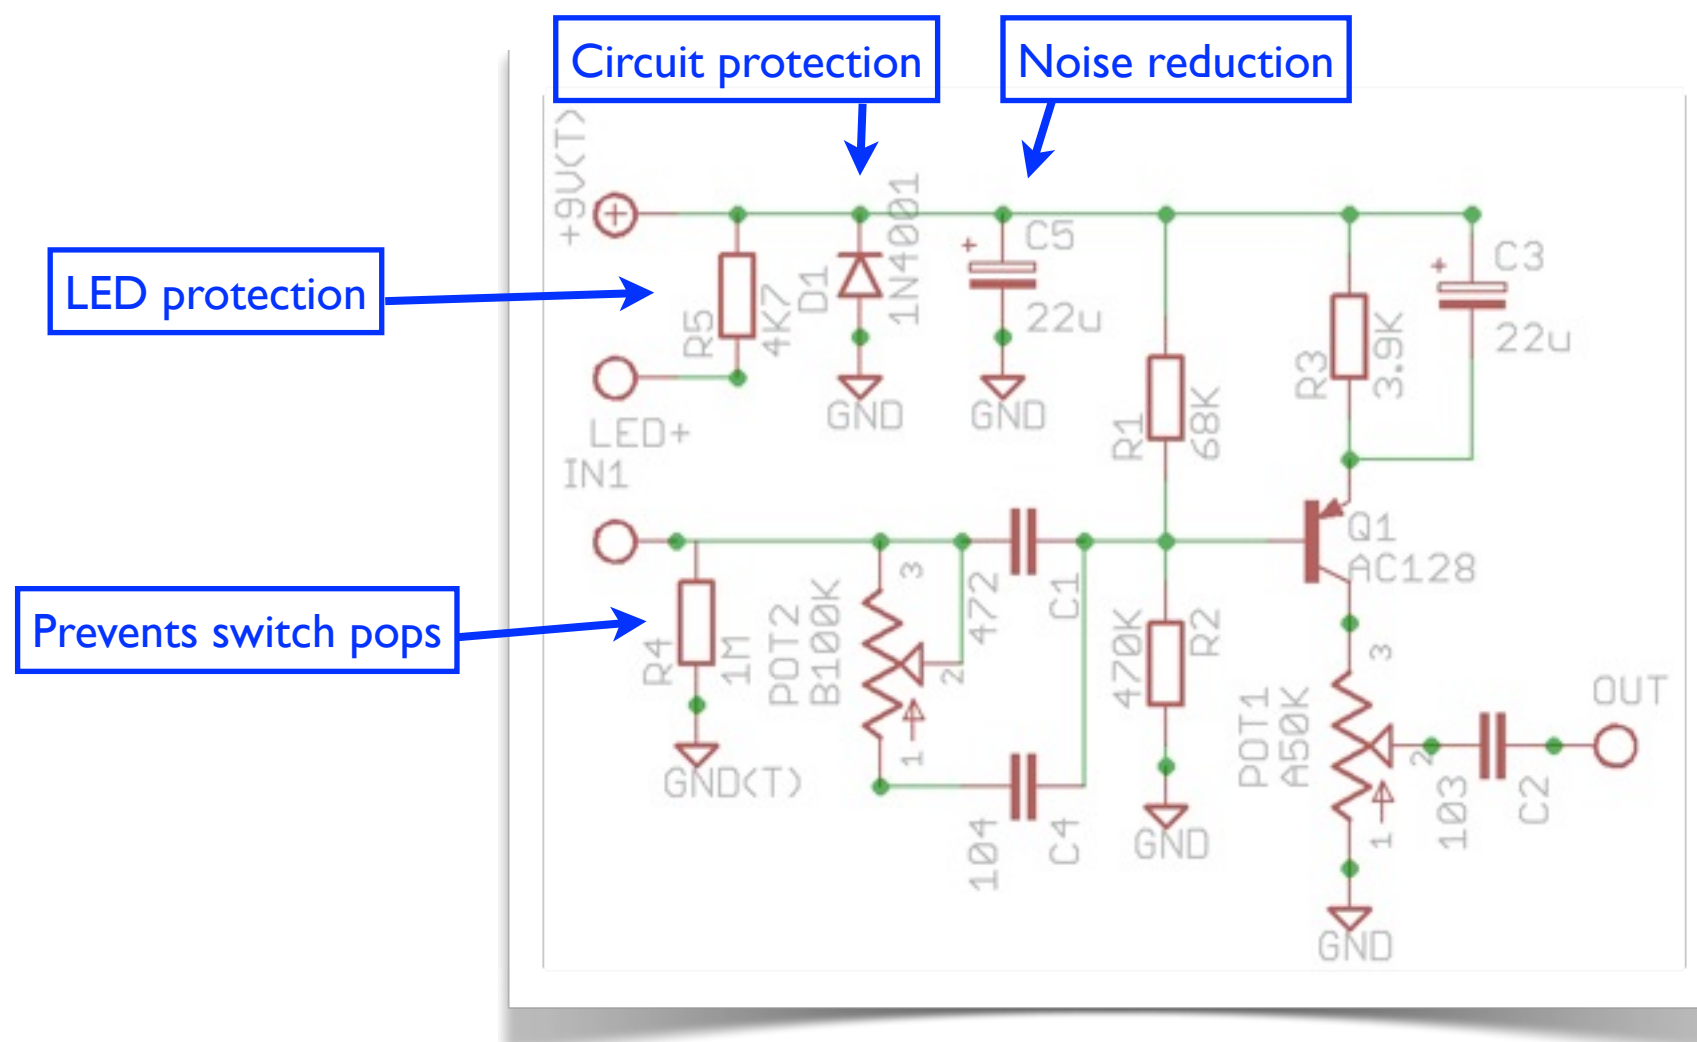 Circuit protection
Noise reduction
LED protection
Prevents switch pops
+9V(T)
R5
4K7
D1
1N4001
C5
22u
GND
GND
LED+
IN1
R1
68K
R3
3.9K
C3
22u
Q1
AC128
R4
1M
GND(T)
POT2
B100K
3
2
1
472
C1
104
C4
470K
R2
GND
POT1
A50K
3
2
1
103
C2
OUT
GND